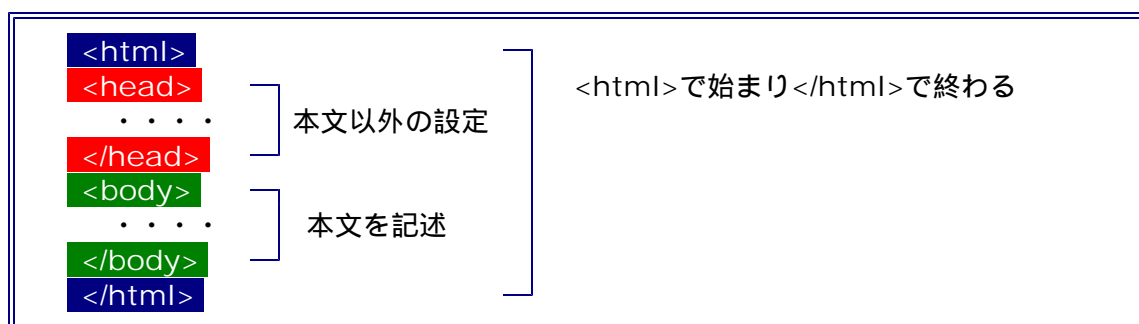 <html>
<head> <html>で始まり</html>で終わる
・・・・ 本文以外の設定
</head>
<body>
・・・・ 本文を記述
</body>
</html>